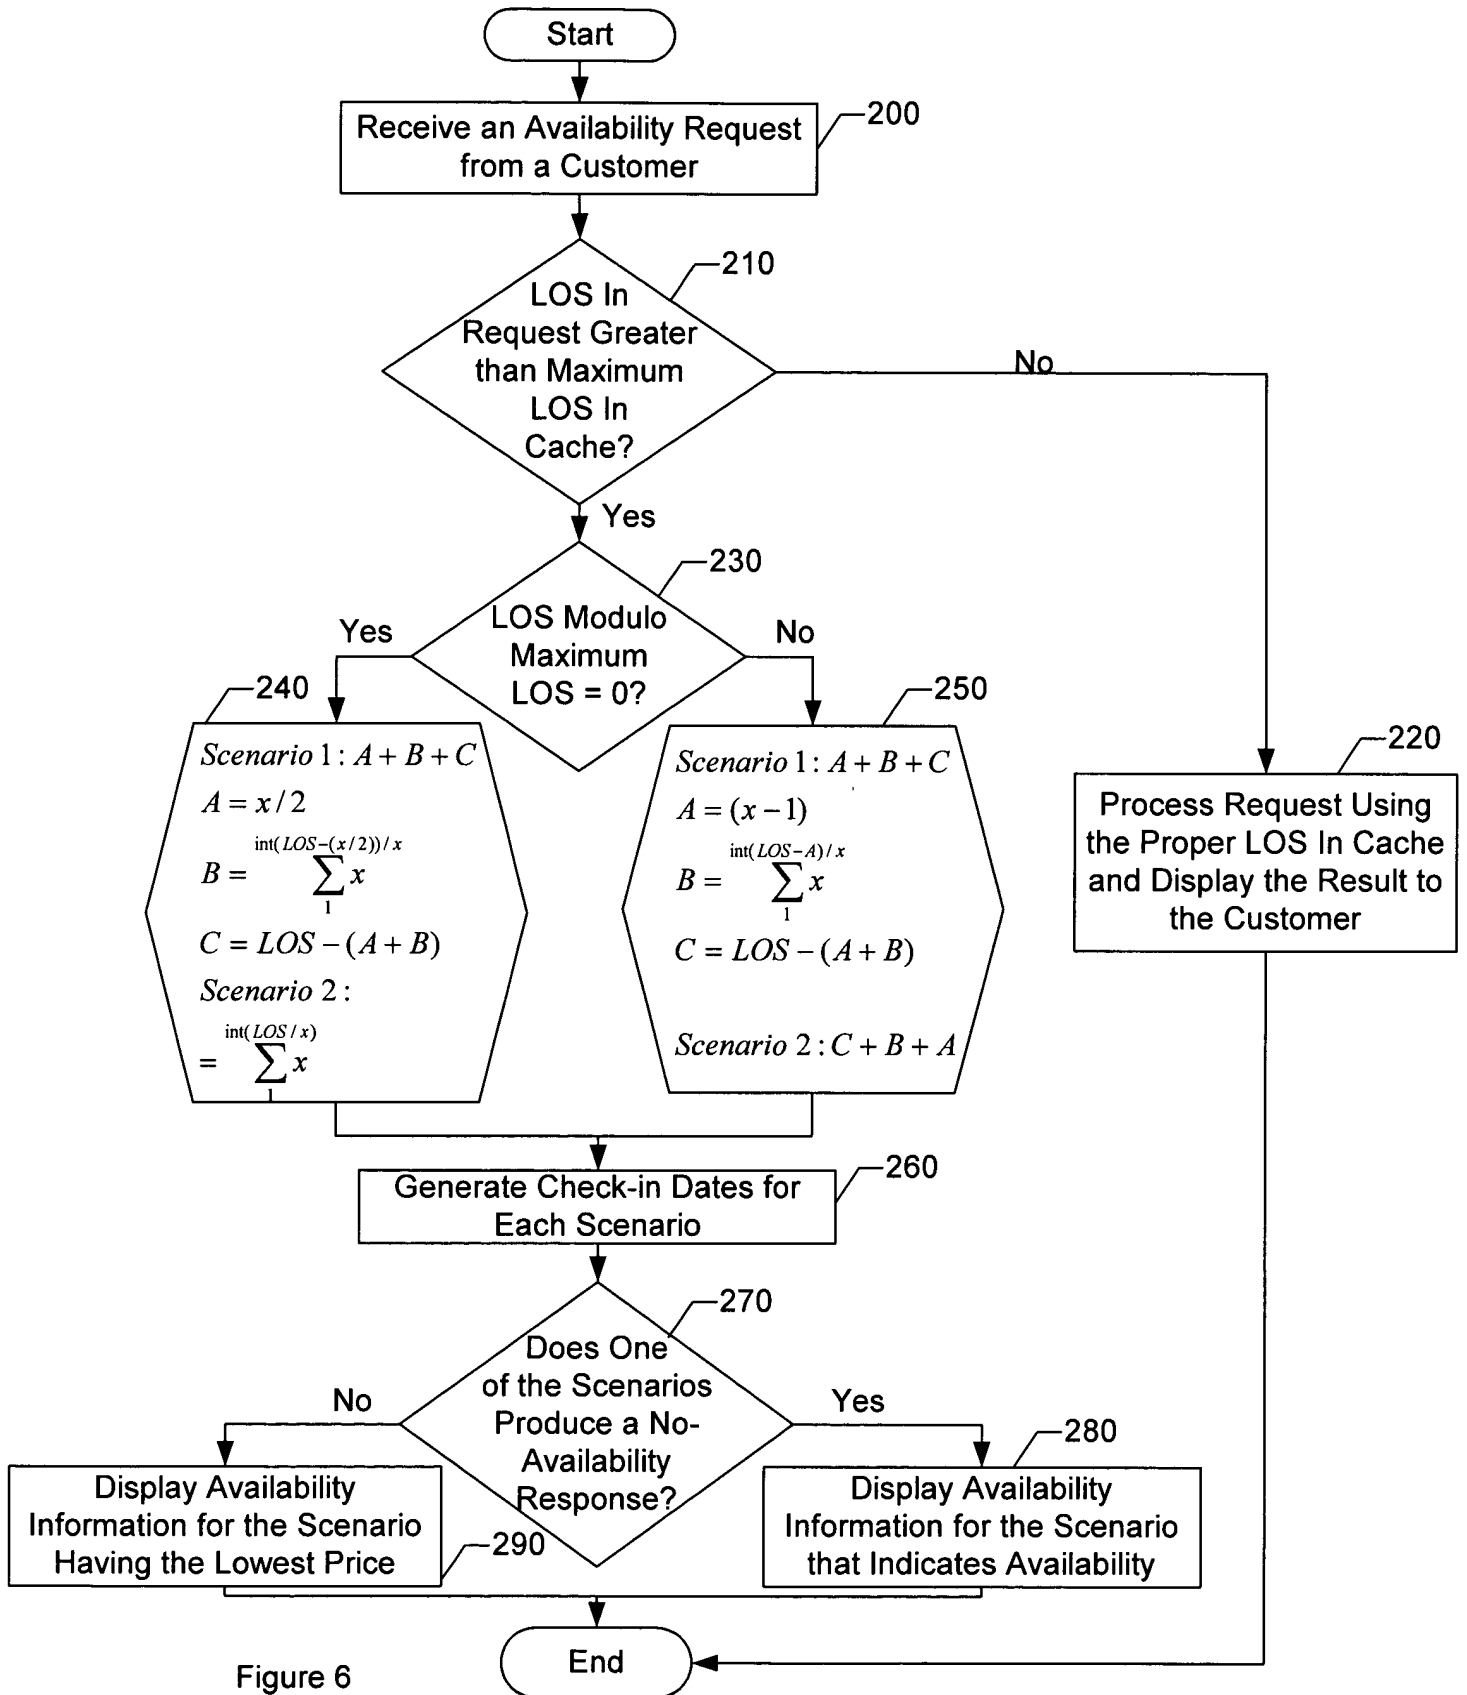 Start
Receive an Availability Request
from a Customer
200
LOS In
Request Greater
than Maximum
LOS In
Cache?
210
No
Yes
LOS Modulo
Maximum
LOS = 0?
230
Yes
No
240
Scenario 1 : A + B + C
A = x / 2
int(LOS−(x/2))/x
B = ∑ x
1
C = LOS − (A + B)
Scenario 2 :
int(LOS/x)
= ∑ x
1
250
Scenario 1 : A + B + C
A = (x − 1)
int(LOS−A)/x
B = ∑ x
1
C = LOS − (A + B)
Scenario 2 : C + B + A
220
Process Request Using
the Proper LOS In Cache
and Display the Result to
the Customer
260
Generate Check-in Dates for
Each Scenario
270
Does One
of the Scenarios
Produce a No-
Availability
Response?
No
Yes
Display Availability
Information for the Scenario
Having the Lowest Price
290
280
Display Availability
Information for the Scenario
that Indicates Availability
End
Figure 6